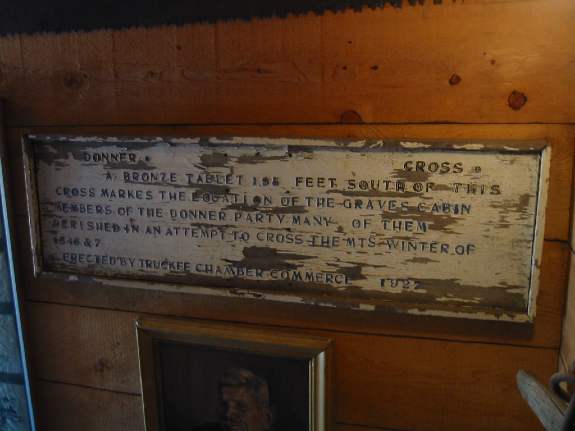 DONNER. CROSS.
A BRONZE TABLET 195 FEET SOUTH OF THIS
CROSS MARKES THE LOCATION OF THE GRAVES CABIN
MEMBERS OF THE DONNER PARTY MANY OF THEM
PERISHED IN AN ATTEMPT TO CROSS THE MTS. WINTER OF
1846 & 7
ERECTED BY TRUCKEE CHAMBER COMMERCE 1927